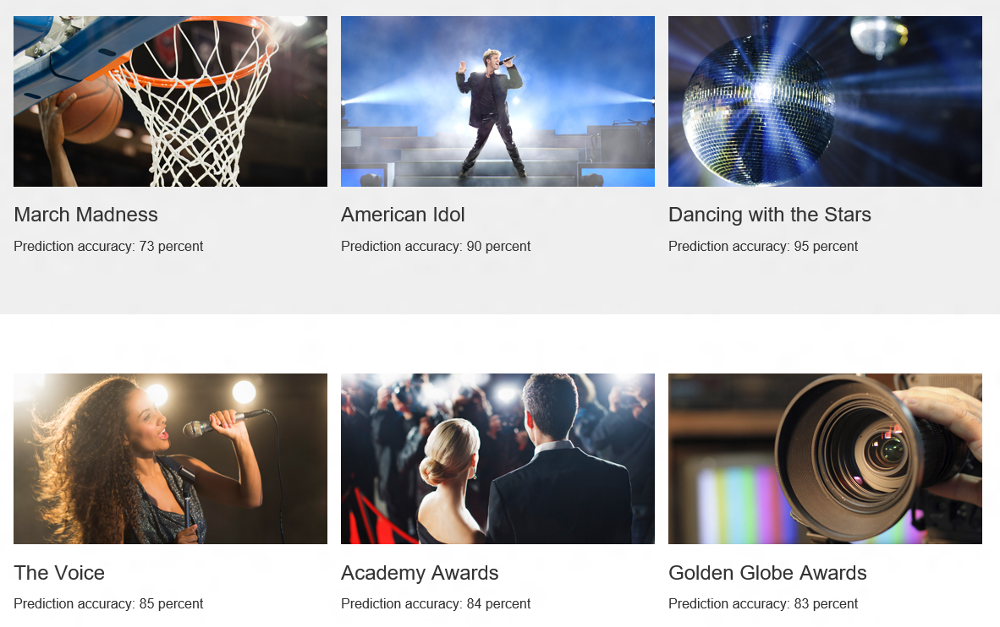 March Madness
Prediction accuracy: 73 percent
American Idol
Prediction accuracy: 90 percent
Dancing with the Stars
Prediction accuracy: 95 percent
The Voice
Prediction accuracy: 85 percent
Academy Awards
Prediction accuracy: 84 percent
Golden Globe Awards
Prediction accuracy: 83 percent